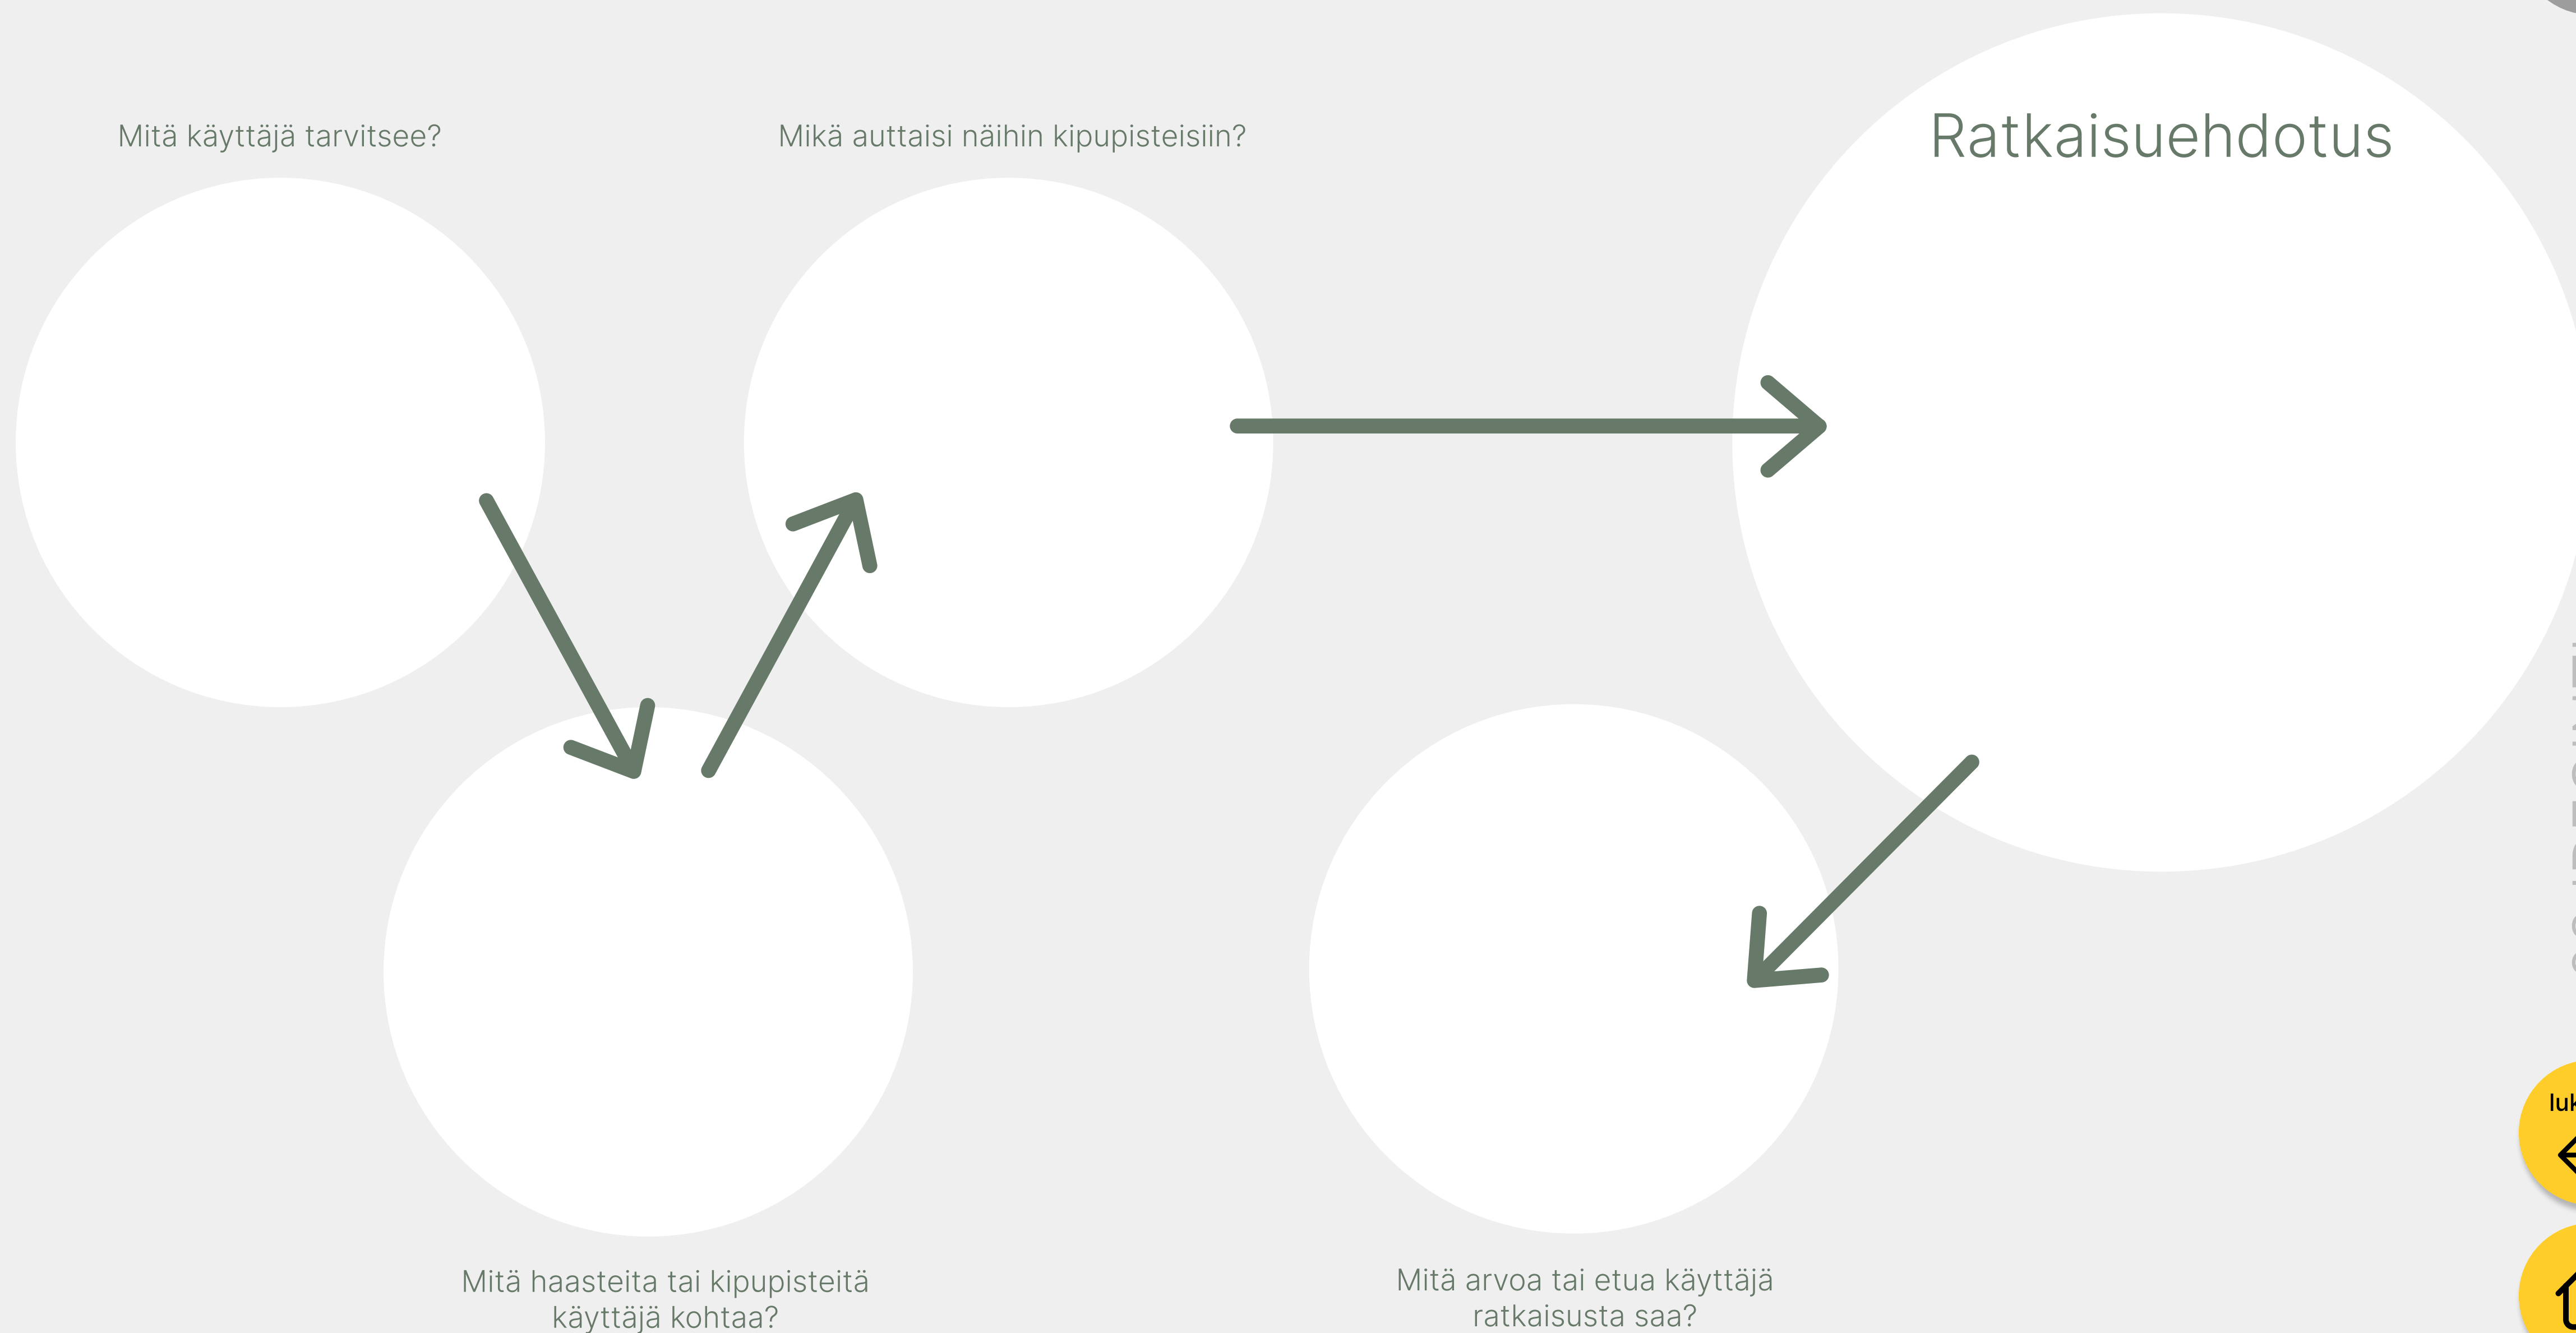 Mitä käyttäjä tarvitsee?
Mikä auttaisi näihin kipupisteisiin?
Ratkaisuehdotus
Mitä haasteita tai kipupisteitä
käyttäjä kohtaa?
Mitä arvoa tai etua käyttäjä
ratkaisusta saa?